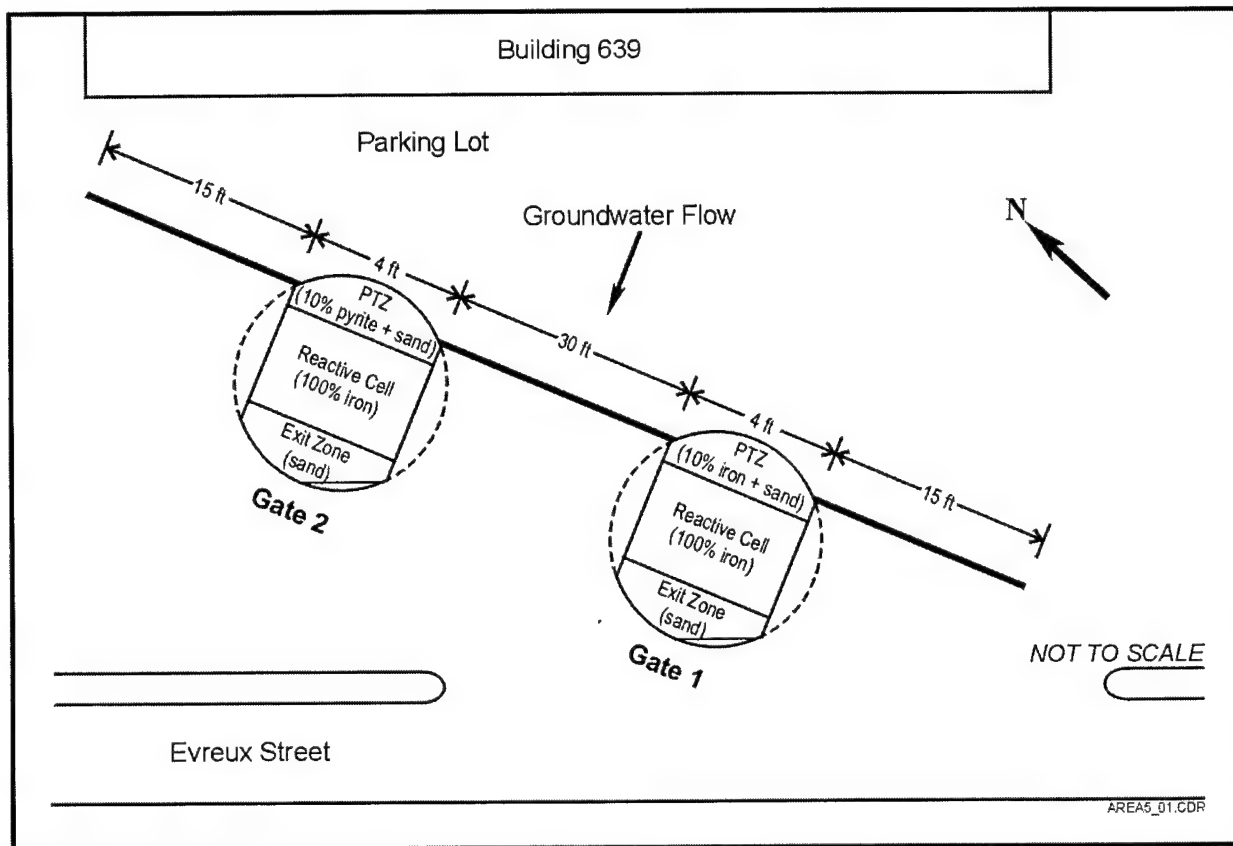 Building 639
Parking Lot
15 ft
Groundwater Flow
N
4 ft
PTZ
(10% pyrite + sand)
30 ft
Reactive Cell
(100% iron)
4 ft
Exit Zone
(sand)
PTZ
(10% iron + sand)
15 ft
Gate 2
Reactive Cell
(100% iron)
Exit Zone
(sand)
Gate 1
NOT TO SCALE
Evreux Street
AREA5_01.CDR